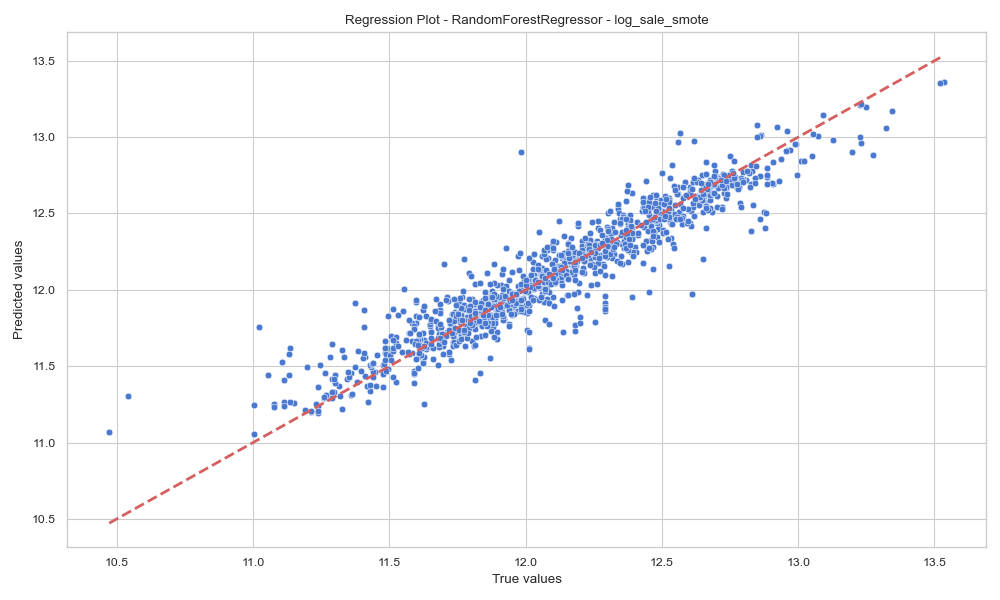 Regression Plot - RandomForestRegressor - log_sale_smote
Predicted values
13.5
13.0
12.5
12.0
11.5
11.0
10.5
10.5 11.0 11.5 12.0 12.5 13.0 13.5
True values